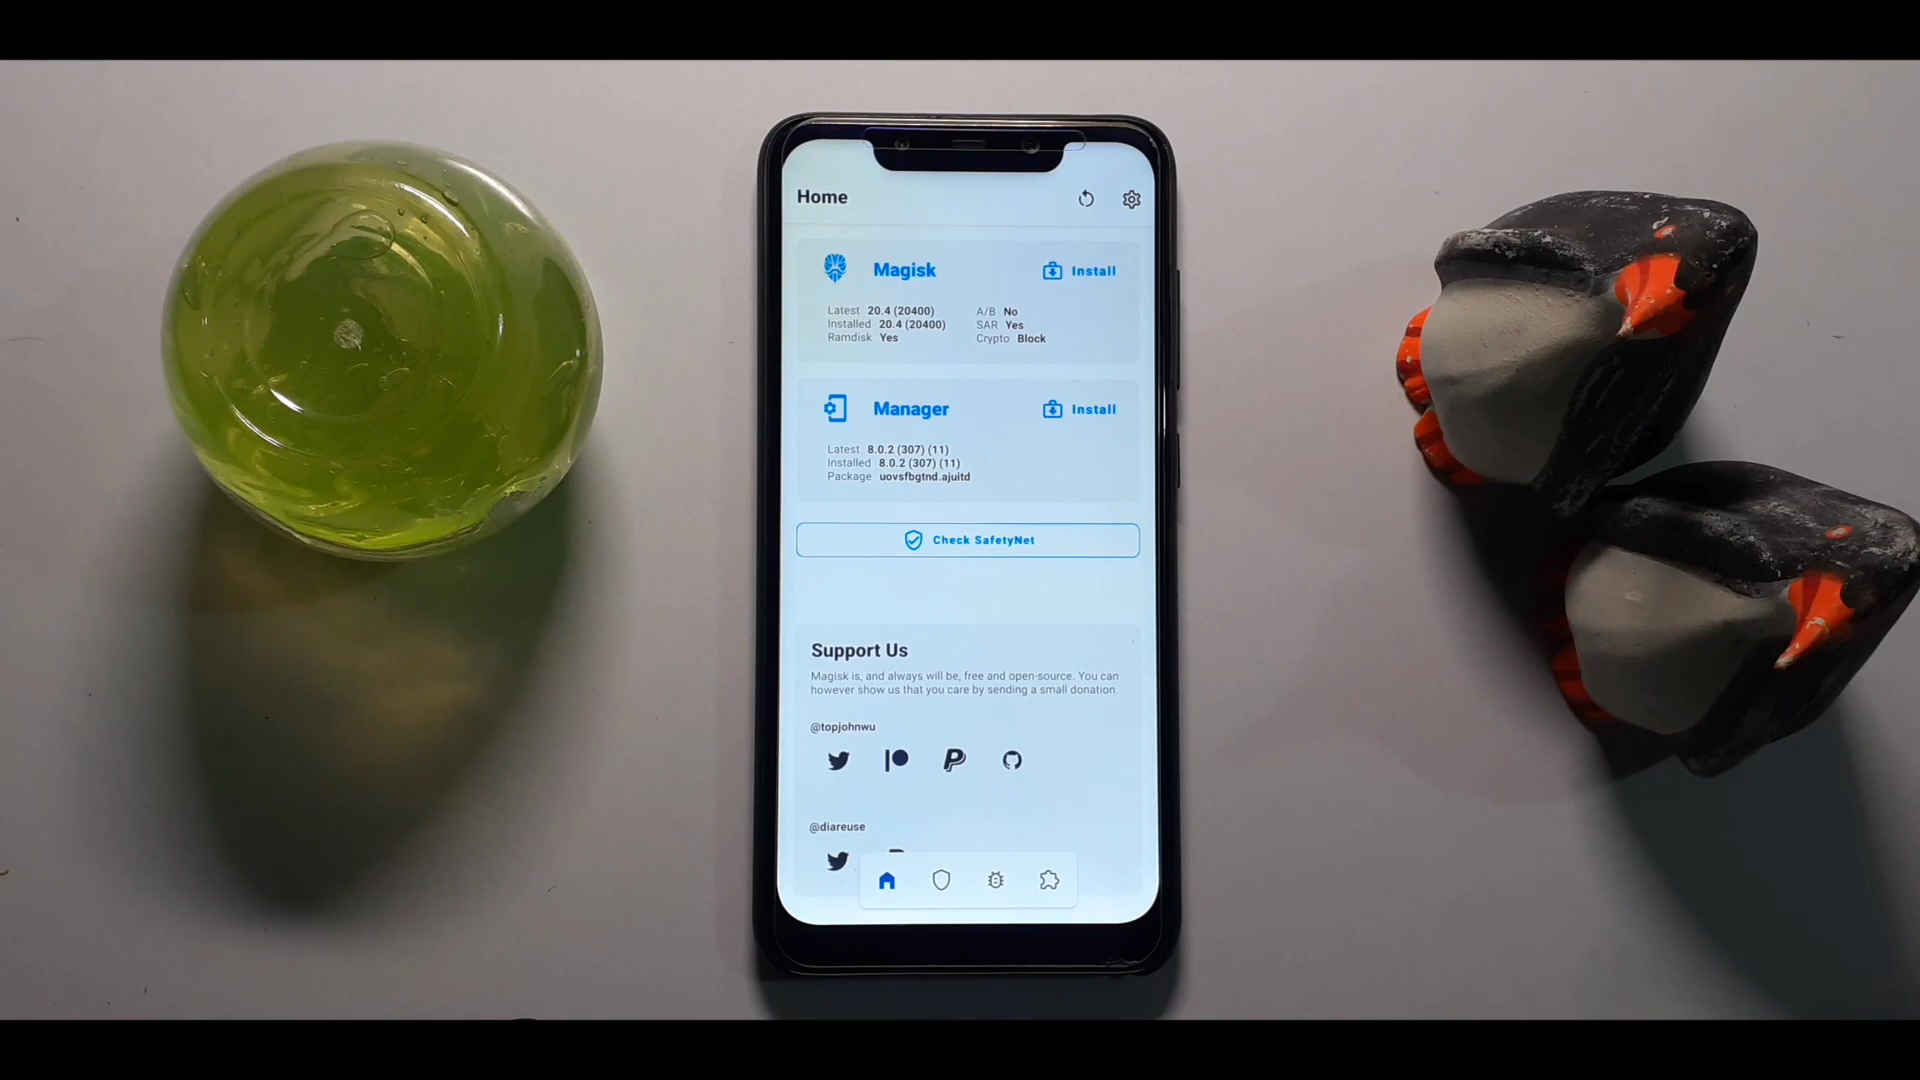 Home
Magisk
Install
Latest 20.4 (20400)
A/B No
Installed 20.4 (20400)
SAR Yes
Ramdisk Yes
Crypto Block
Manager
Install
Latest 8.0.2 (307) (11)
Installed 8.0.2 (307) (11)
Package uovsfbgtnd.ajuitd
Check SafetyNet
Support Us
Magisk is, and always will be, free and open-source. You can
however show us that you care by sending a small donation.
@topjohnwu
@diareuse